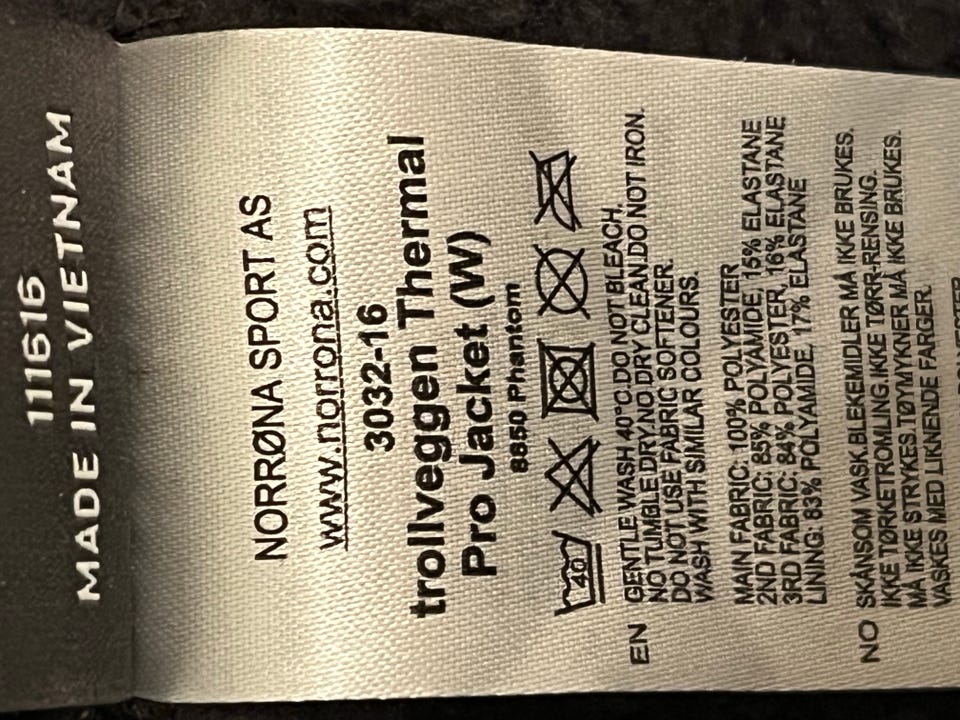 111616
MADE IN VIETNAM
NORRØNA SPORT AS
www.norrona.com
3032-16
trollveggen Thermal
Pro Jacket (W)
8850 Phantom
40
EN GENTLE WASH 40°C.DO NOT BLEACH.
NO TUMBLE DRY.NO DRY CLEAN.DO NOT IRON.
DO NOT USE FABRIC SOFTENER.
WASH WITH SIMILAR COLOURS.
MAIN FABRIC: 100% POLYESTER
2ND FABRIC: 85% POLYAMIDE, 15% ELASTANE
3RD FABRIC: 84% POLYESTER, 16% ELASTANE
LINING: 83% POLYAMIDE, 17% ELASTANE
NO SKÅNSOM VASK.BLEKEMIDLER MÅ IKKE BRUKES.
IKKE TØRKETROMLING.IKKE TØRR-RENSING.
MÅ IKKE STRYKES.TØYMYKNER MÅ IKKE BRUKES.
VASKES MED LIKNENDE FARGER.